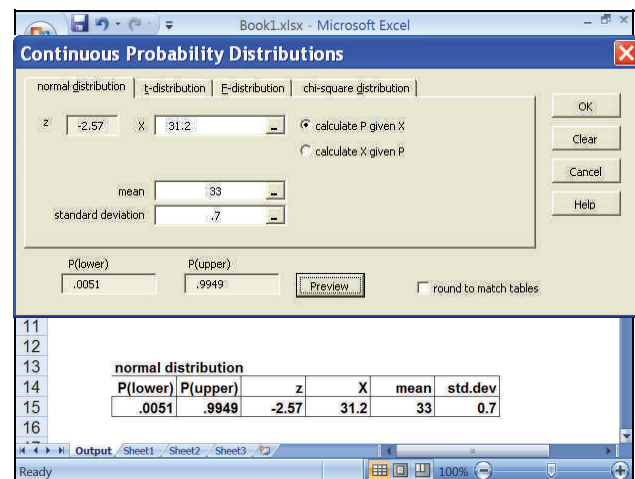 Book1.xlsx - Microsoft Excel
Continuous Probability Distributions
normal distribution t-distribution F-distribution chi-square distribution
z -2.57 X 31.2 _ calculate P given X
calculate X given P
mean 33 _
standard deviation .7 _
OK
Clear
Cancel
Help
P(lower) P(upper)
.0051 .9949 Preview round to match tables
11
12
13 normal distribution
14 P(lower) P(upper) z X mean std.dev
15 .0051 .9949 -2.57 31.2 33 0.7
16
Output Sheet1 Sheet2 Sheet3
Ready 100%